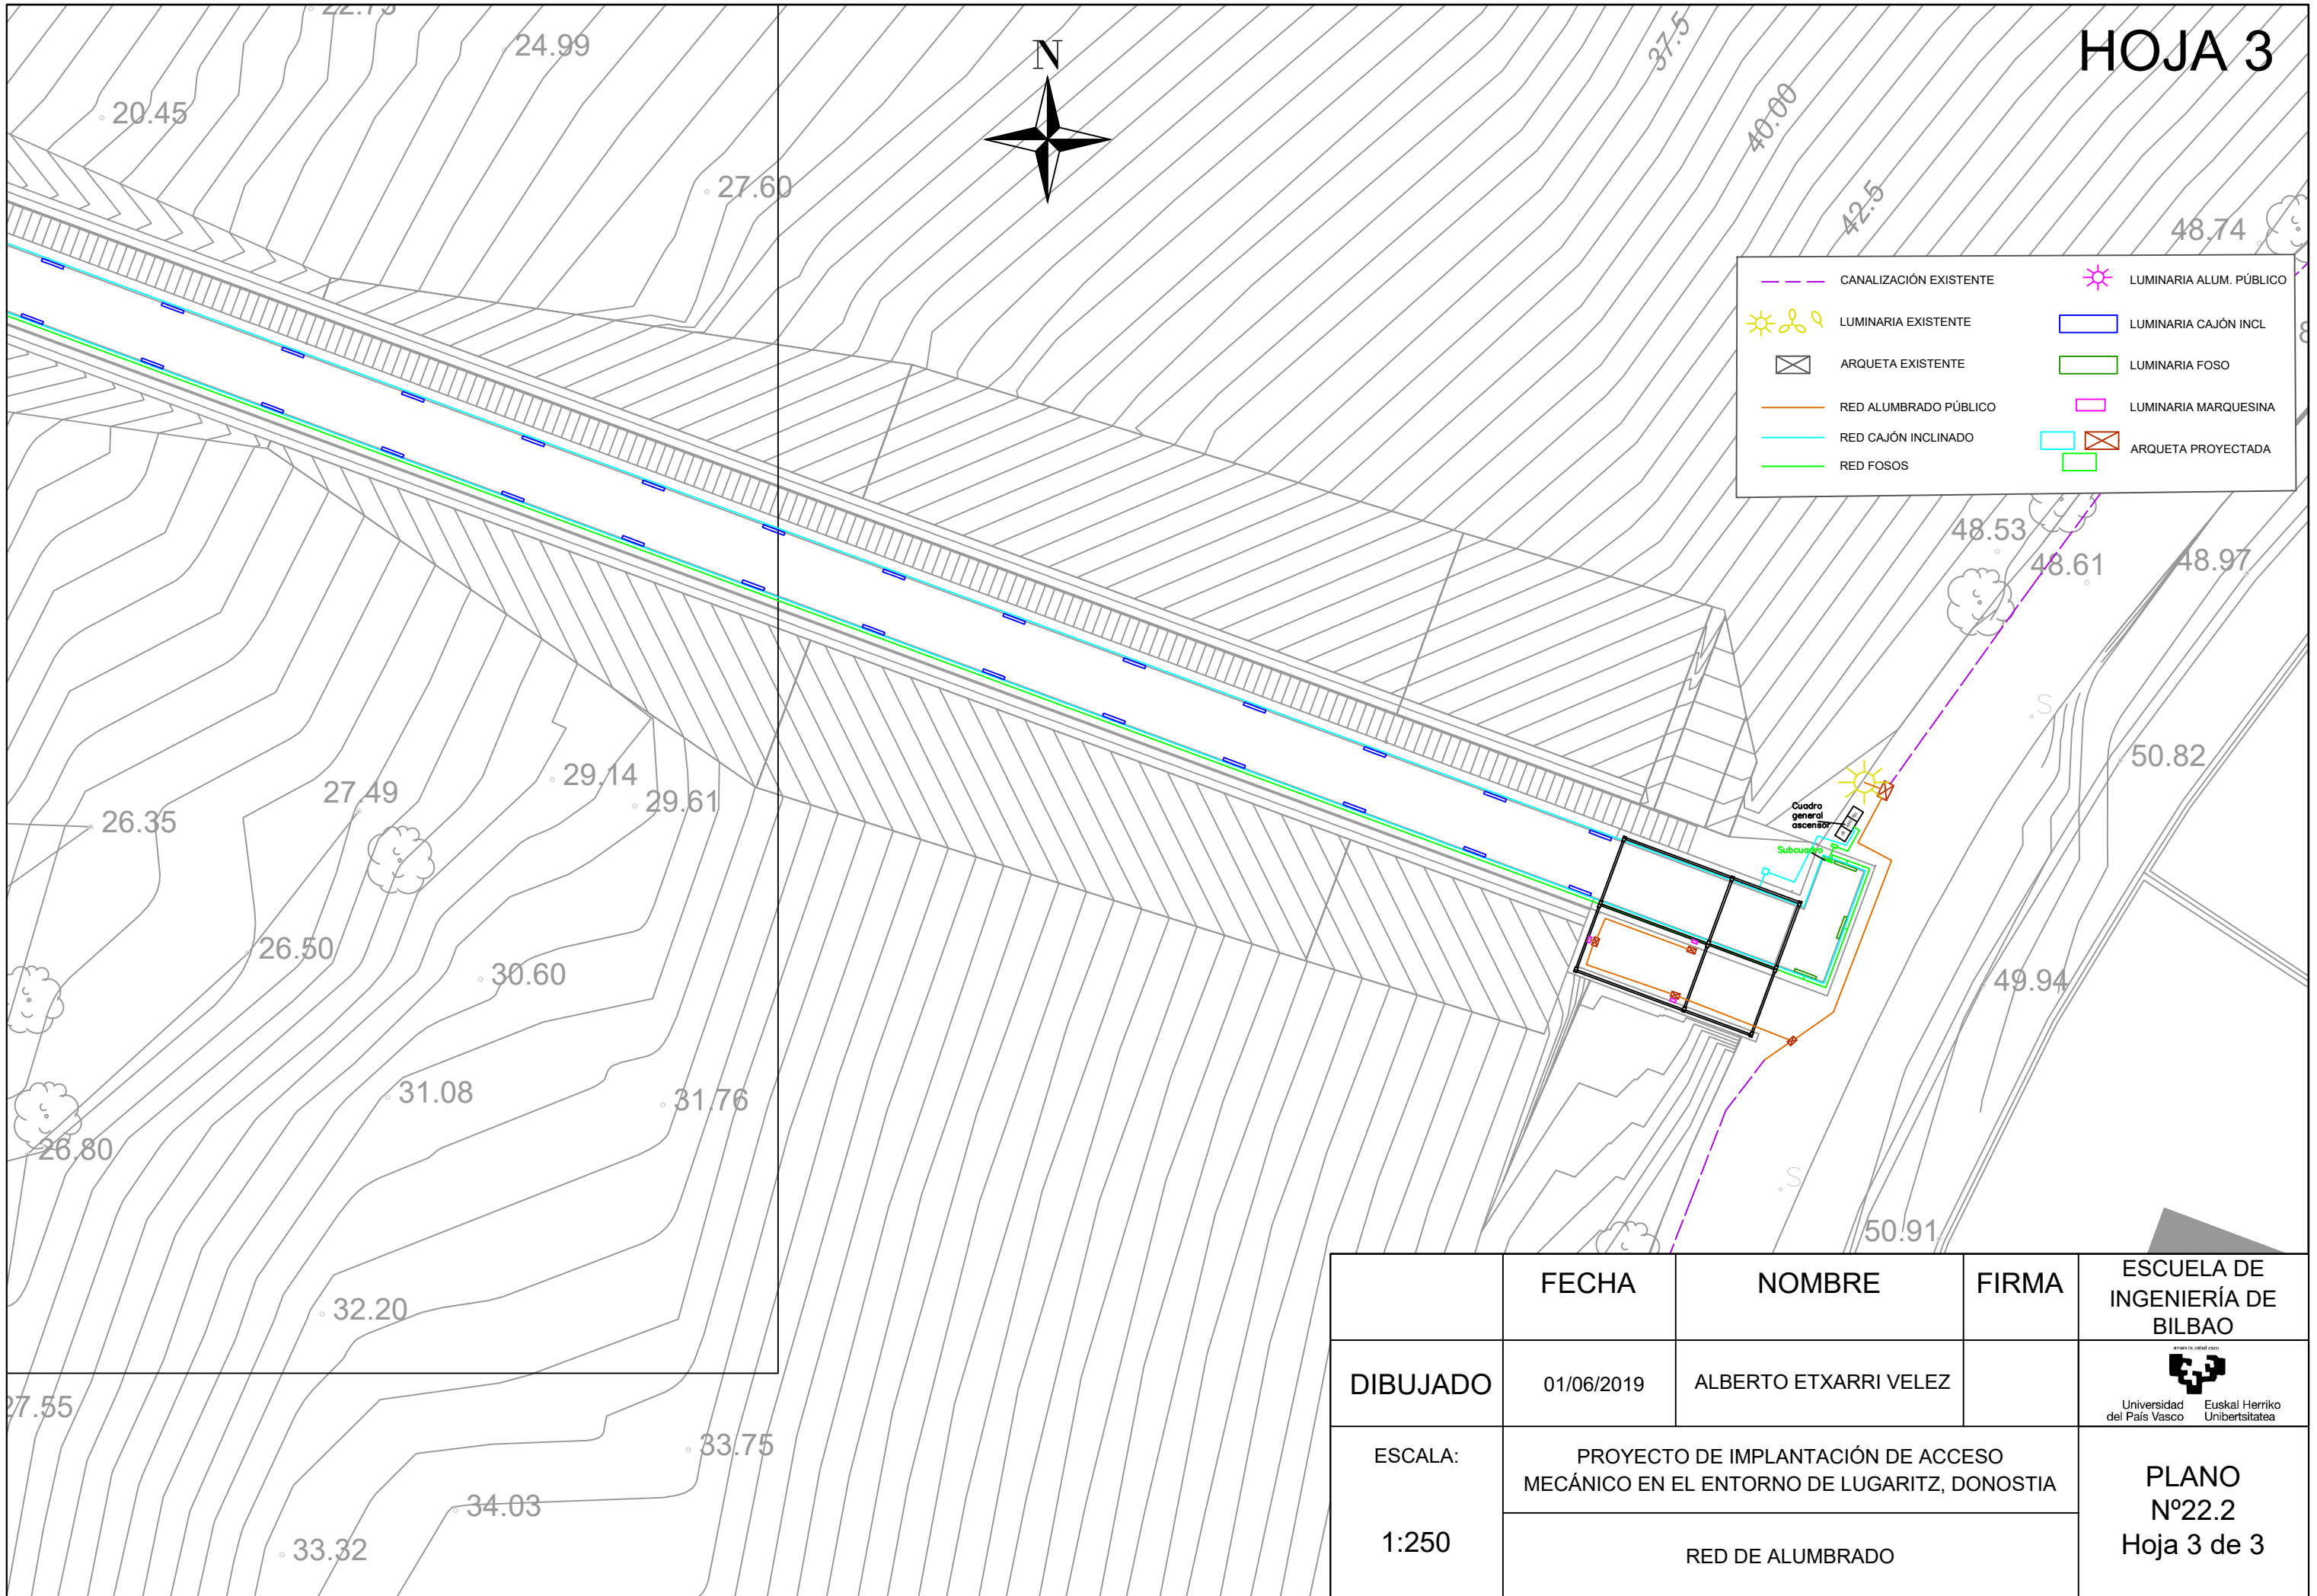 HOJA 3
N
24.99
20.45
27.60
37.5
40.00
42.5
48.74
CANALIZACIÓN EXISTENTE
LUMINARIA ALUM. PÚBLICO
LUMINARIA EXISTENTE
LUMINARIA CAJÓN INCL
ARQUETA EXISTENTE
LUMINARIA FOSO
RED ALUMBRADO PÚBLICO
LUMINARIA MARQUESINA
RED CAJÓN INCLINADO
ARQUETA PROYECTADA
RED FOSOS
48.53
48.61
48.97
S
50.82
29.14
27.49
29.61
26.35
Cuadro
general
ascensor
Subcuadro
26.50
30.60
49.94
31.08
31.76
26.80
S
50.91
32.20
27.55
33.75
34.03
33.32
FECHA
NOMBRE
FIRMA
ESCUELA DE
INGENIERÍA DE
BILBAO
DIBUJADO
01/06/2019
ALBERTO ETXARRI VELEZ
eman ta zabal zazu
Universidad
del País Vasco
Euskal Herriko
Unibertsitatea
ESCALA:
1:250
PROYECTO DE IMPLANTACIÓN DE ACCESO
MECÁNICO EN EL ENTORNO DE LUGARITZ, DONOSTIA
RED DE ALUMBRADO
PLANO
Nº22.2
Hoja 3 de 3